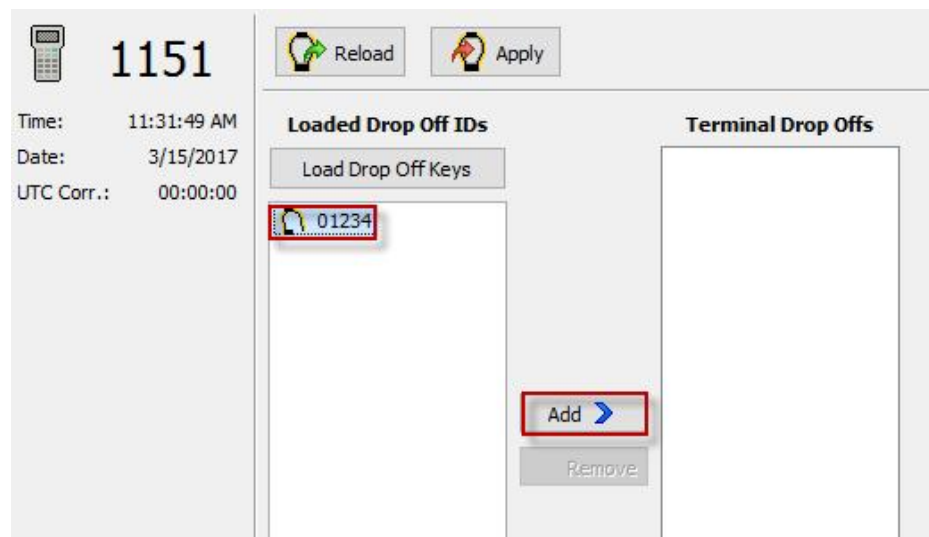 1151
Time: 11:31:49 AM
Date: 3/15/2017
UTC Corr.: 00:00:00
Reload
Apply
Loaded Drop Off IDs
Load Drop Off Keys
01234
Add
Remove
Terminal Drop Offs